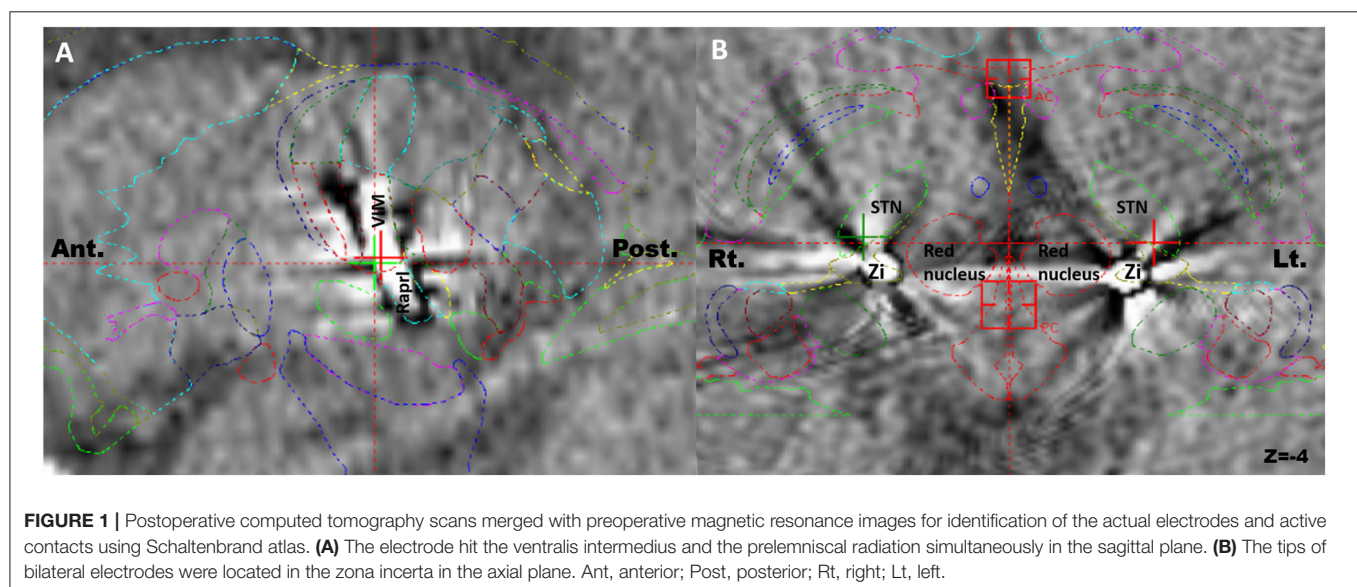 A
Ant.
VIM
Raprl
Post.
B
AC
STN
STN
Rt.
Zi
Red
nucleus
Red
nucleus
Zi
Lt.
PC
Z=-4
FIGURE 1 | Postoperative computed tomography scans merged with preoperative magnetic resonance images for identification of the actual electrodes and active
contacts using Schaltenbrand atlas. (A) The electrode hit the ventralis intermedius and the prelemniscal radiation simultaneously in the sagittal plane. (B) The tips of
bilateral electrodes were located in the zona incerta in the axial plane. Ant, anterior; Post, posterior; Rt, right; Lt, left.